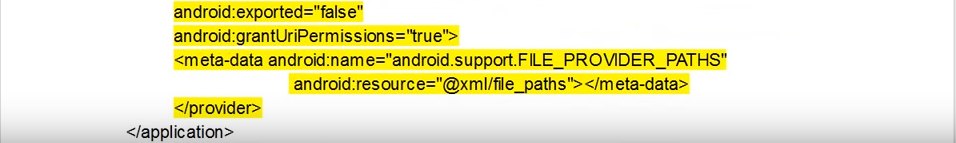 android:exported="false"
android:grantUriPermissions="true">
<meta-data android:name="android.support.FILE_PROVIDER_PATHS"
android:resource="@xml/file_paths"></meta-data>
</provider>
</application>